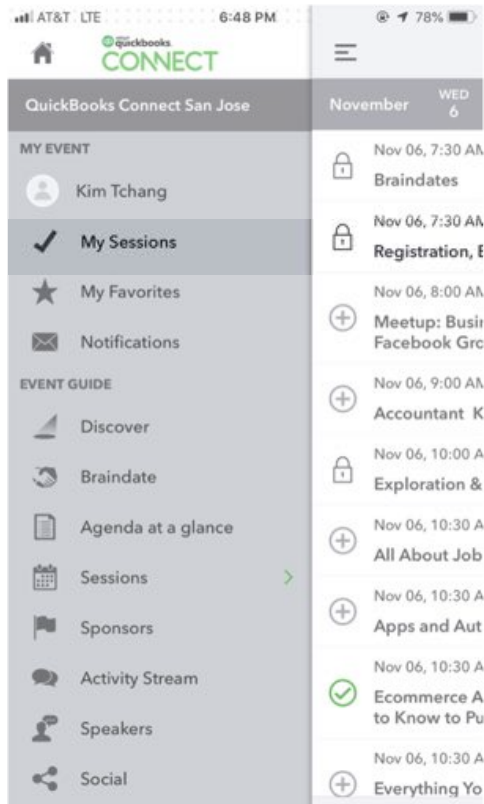 AT&T LTE 6:48 PM 78%
quickbooks.
CONNECT
QuickBooks Connect San Jose
MY EVENT
Kim Tchang
My Sessions
My Favorites
Notifications
EVENT GUIDE
Discover
Braindate
Agenda at a glance
Sessions
Sponsors
Activity Stream
Speakers
Social
November WED
6
Nov 06, 7:30 AM
Braindates
Nov 06, 7:30 AM
Registration, E
Nov 06, 8:00 AM
Meetup: Busin
Facebook Gro
Nov 06, 9:00 AM
Accountant K
Nov 06, 10:00 A
Exploration &
Nov 06, 10:30 A
All About Job
Nov 06, 10:30 A
Apps and Aut
Nov 06, 10:30 A
Ecommerce A
to Know to Pu
Nov 06, 10:30 A
Everything Yo